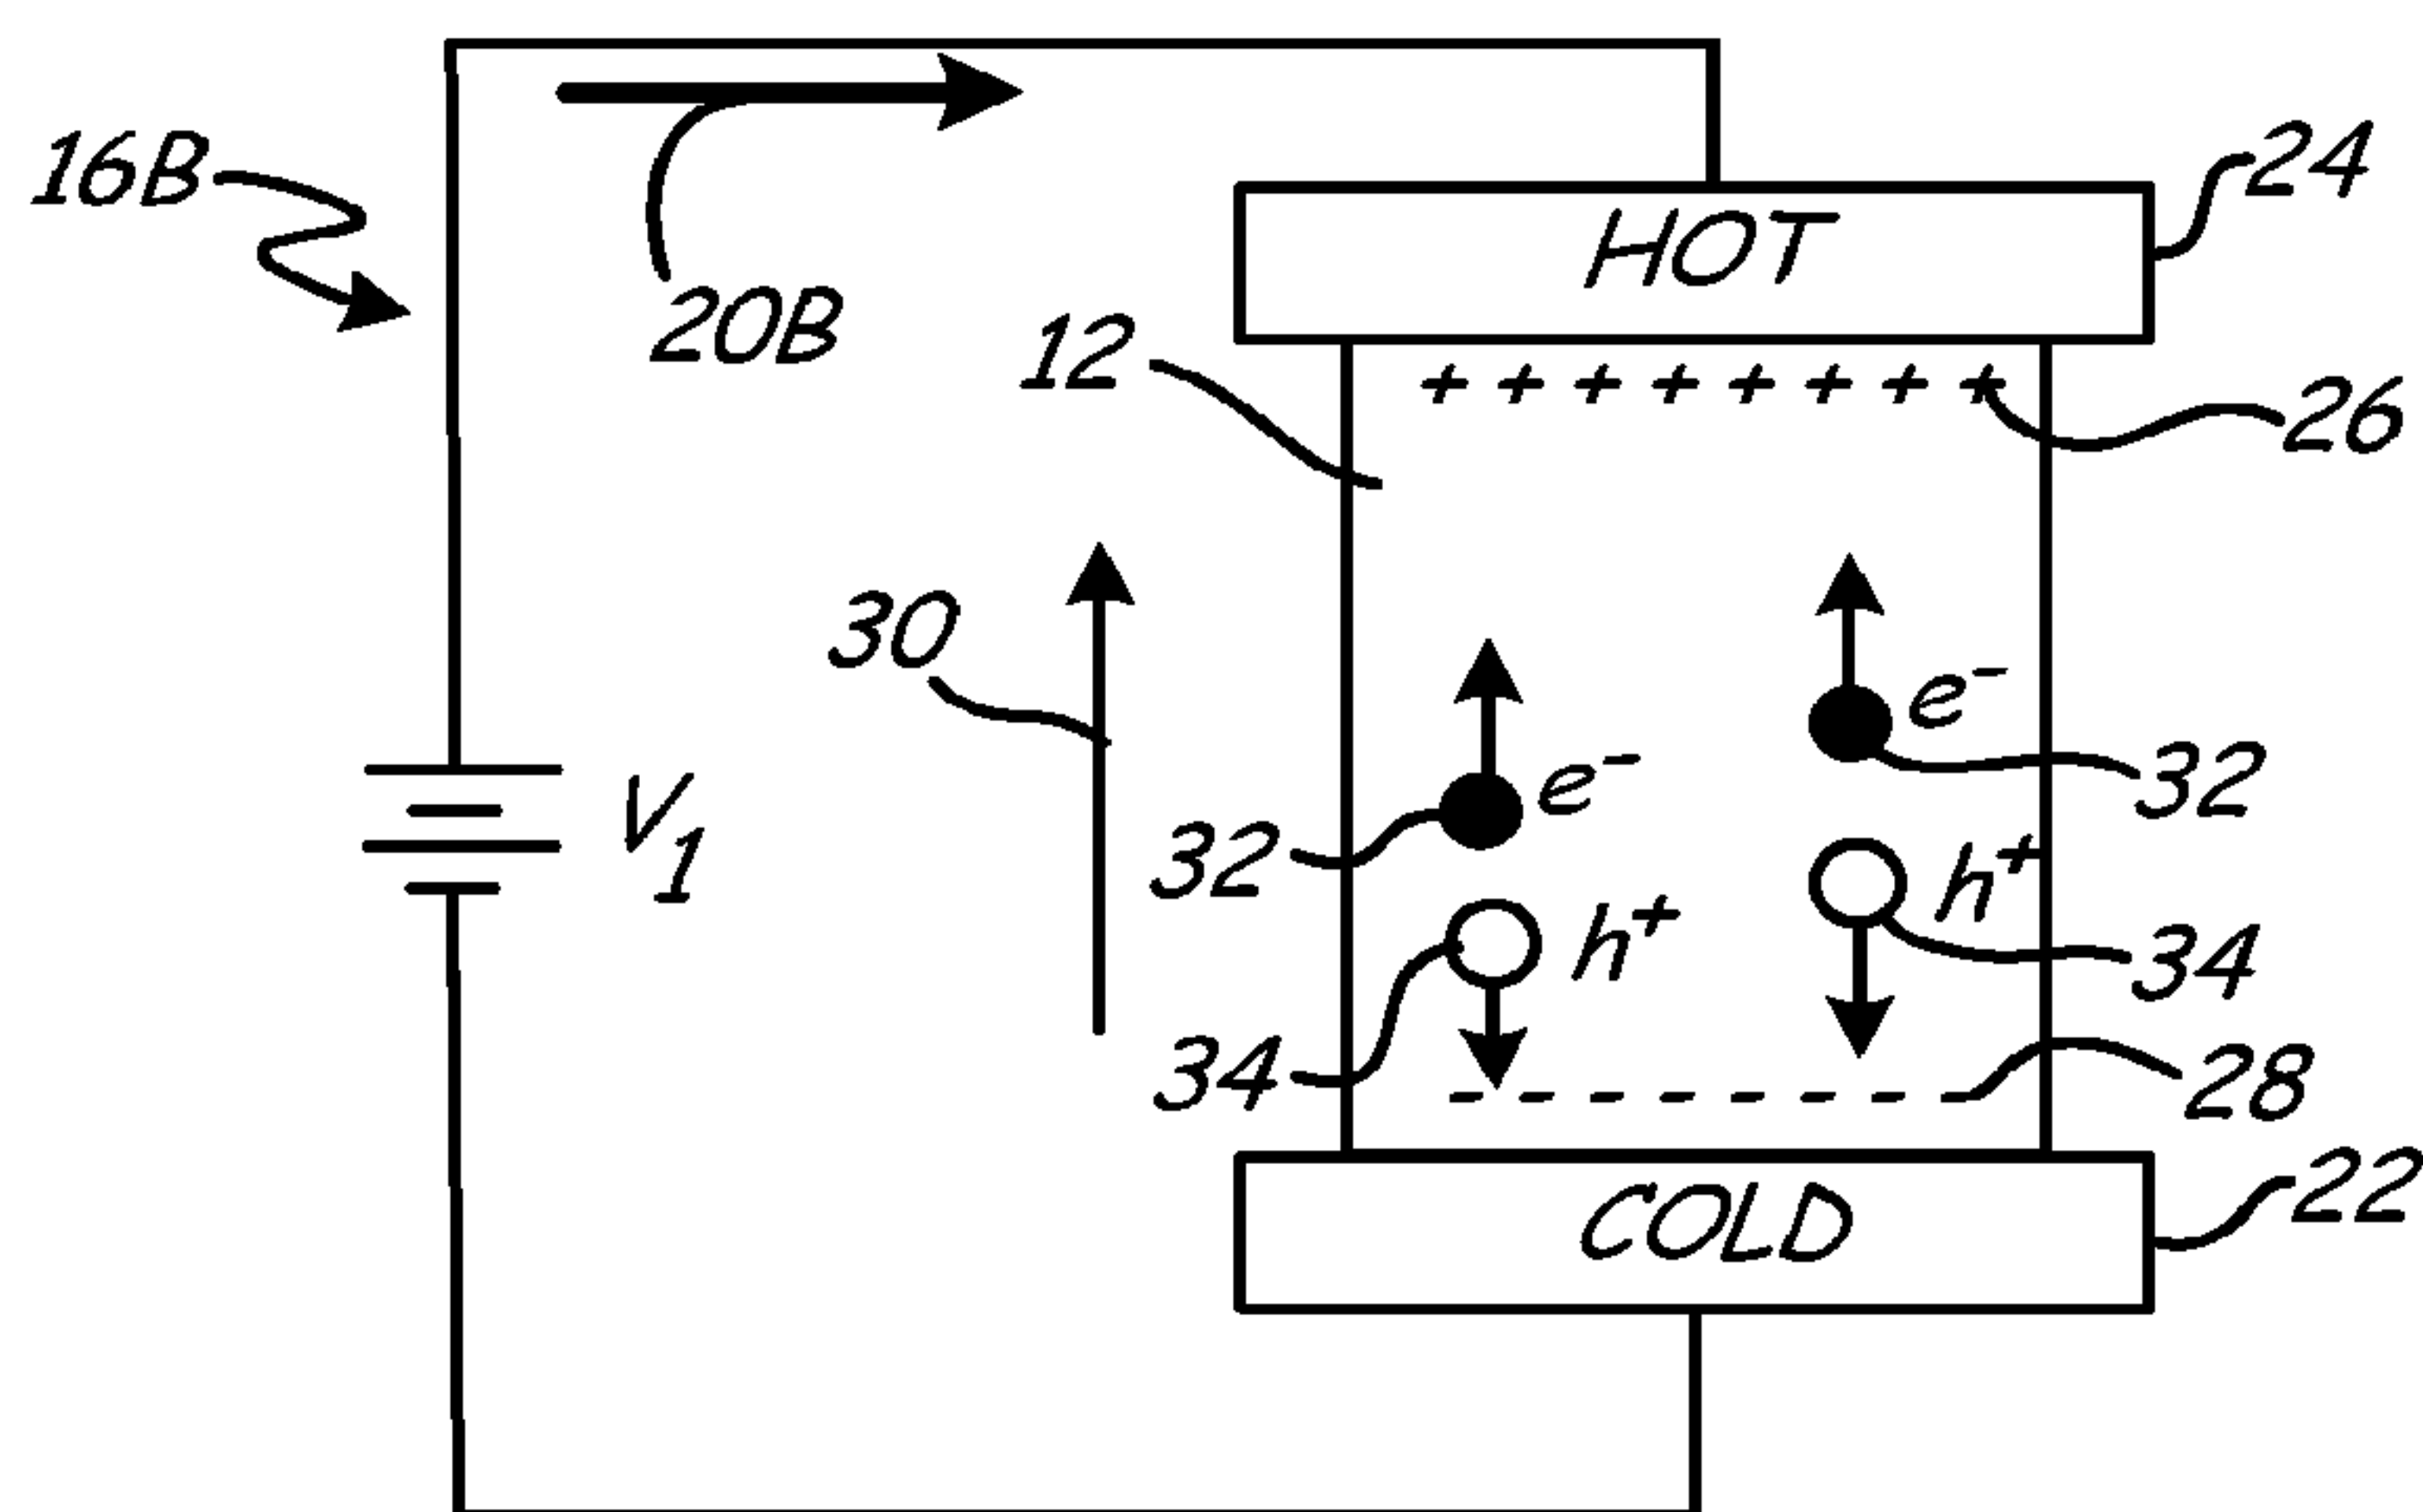 16B
20B
HOT
24
12
+ + + + + + + +
26
30
e⁻
32
V1
e⁻
32
h⁺
34
h⁺
34
- - - - - - - -
28
COLD
22